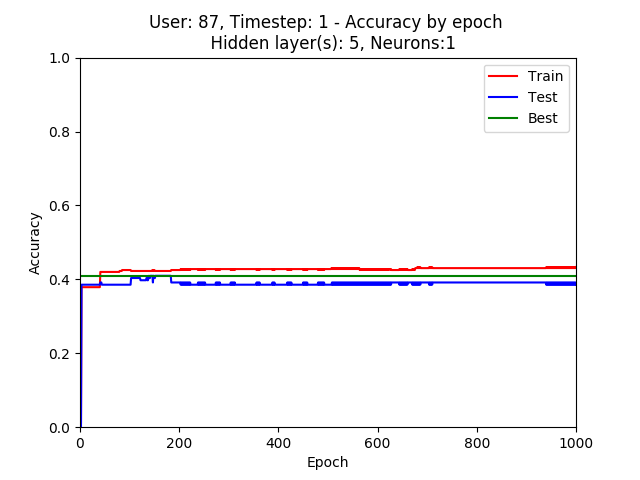 User: 87, Timestep: 1 - Accuracy by epoch
Hidden layer(s): 5, Neurons:1
Train
Test
Best
1.0
0.8
0.6
0.4
0.2
0.0
Accuracy
0
200
400
600
800
1000
Epoch